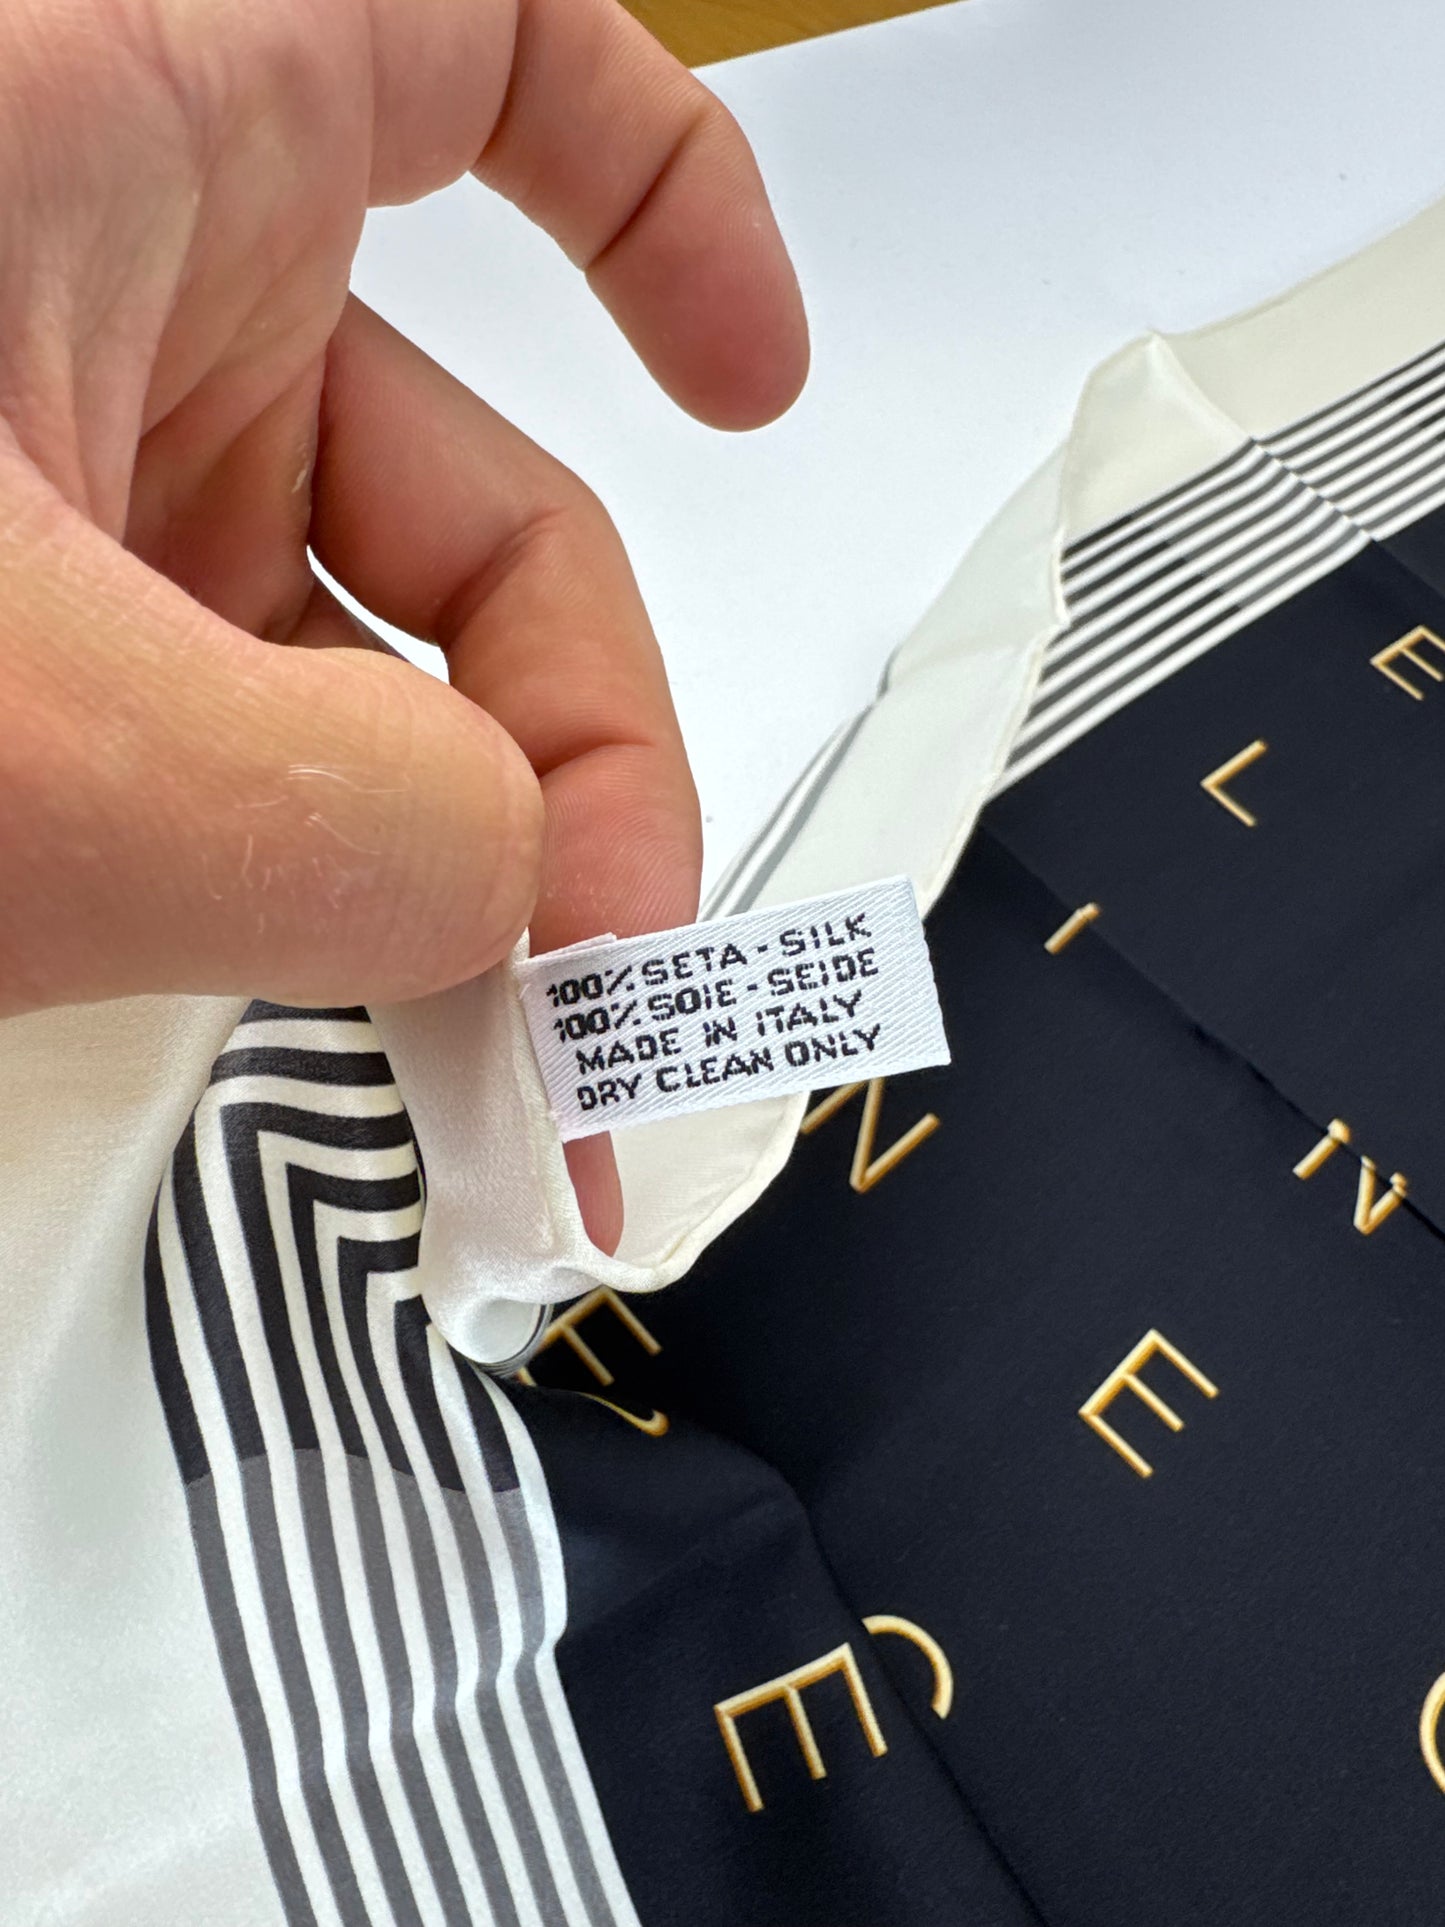 100% SETA - SILK
100% SOIE - SEIDE
MADE IN ITALY
DRY CLEAN ONLY
E
L
I
N
I
N
E
E
C
E